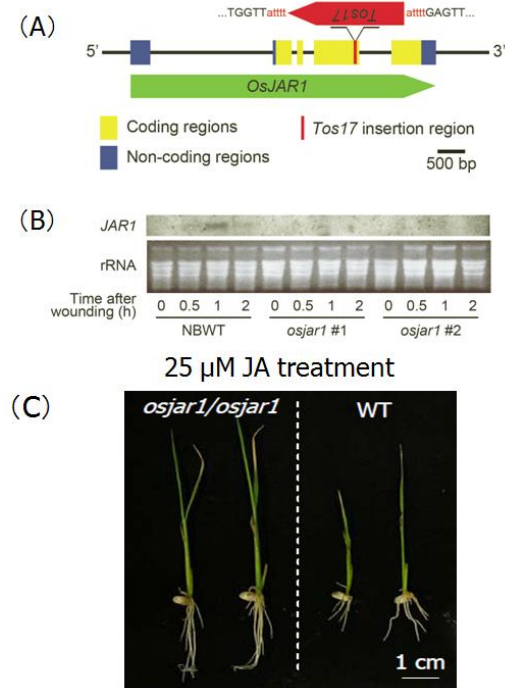 (A)
...TGGTTatttt
Tos17
attttGAGTT...
5'
3'
OsJAR1
Coding regions
Non-coding regions
Tos17 insertion region
500 bp
(B)
JAR1
rRNA
Time after
wounding (h)
0 0.5 1 2 0 0.5 1 2 0 0.5 1 2
NBWT osjar1 #1 osjar1 #2
25 μM JA treatment
(C)
osjar1/osjar1 WT
1 cm